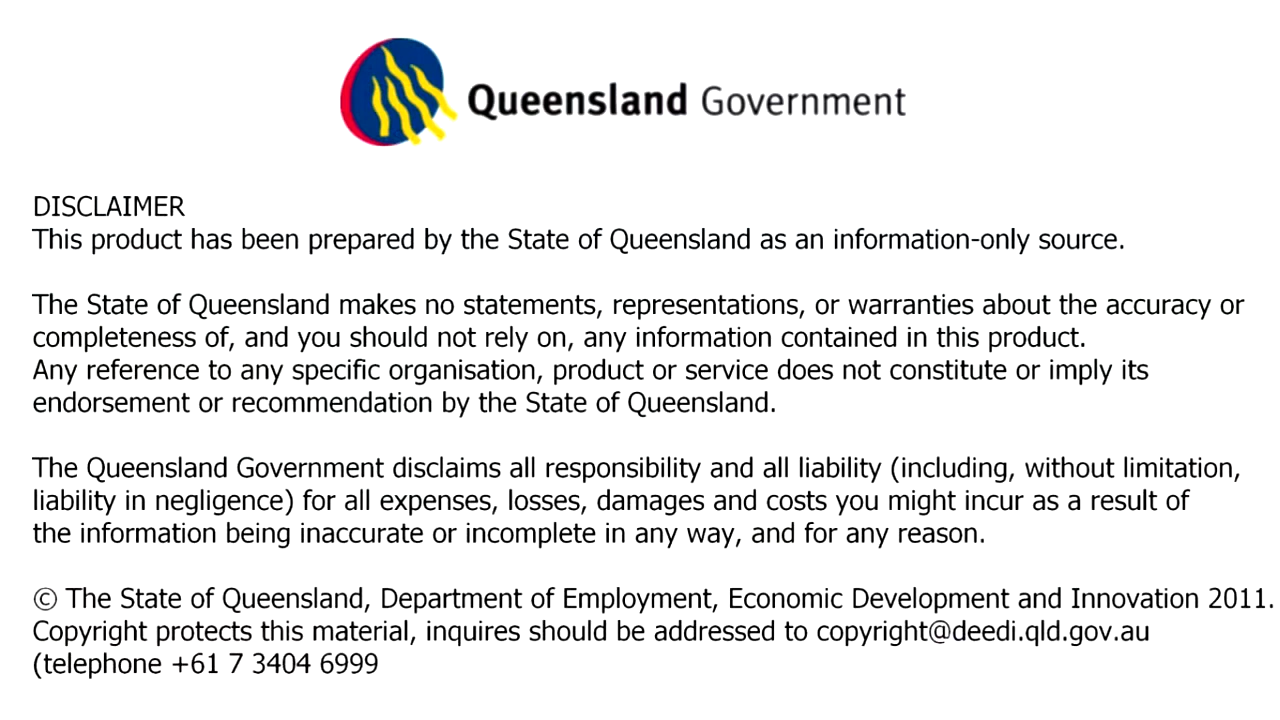 Queensland Government
DISCLAIMER
This product has been prepared by the State of Queensland as an information-only source.
The State of Queensland makes no statements, representations, or warranties about the accuracy or
completeness of, and you should not rely on, any information contained in this product.
Any reference to any specific organisation, product or service does not constitute or imply its
endorsement or recommendation by the State of Queensland.
The Queensland Government disclaims all responsibility and all liability (including, without limitation,
liability in negligence) for all expenses, losses, damages and costs you might incur as a result of
the information being inaccurate or incomplete in any way, and for any reason.
© The State of Queensland, Department of Employment, Economic Development and Innovation 2011.
Copyright protects this material, inquires should be addressed to copyright@deedi.qld.gov.au
(telephone +61 7 3404 6999